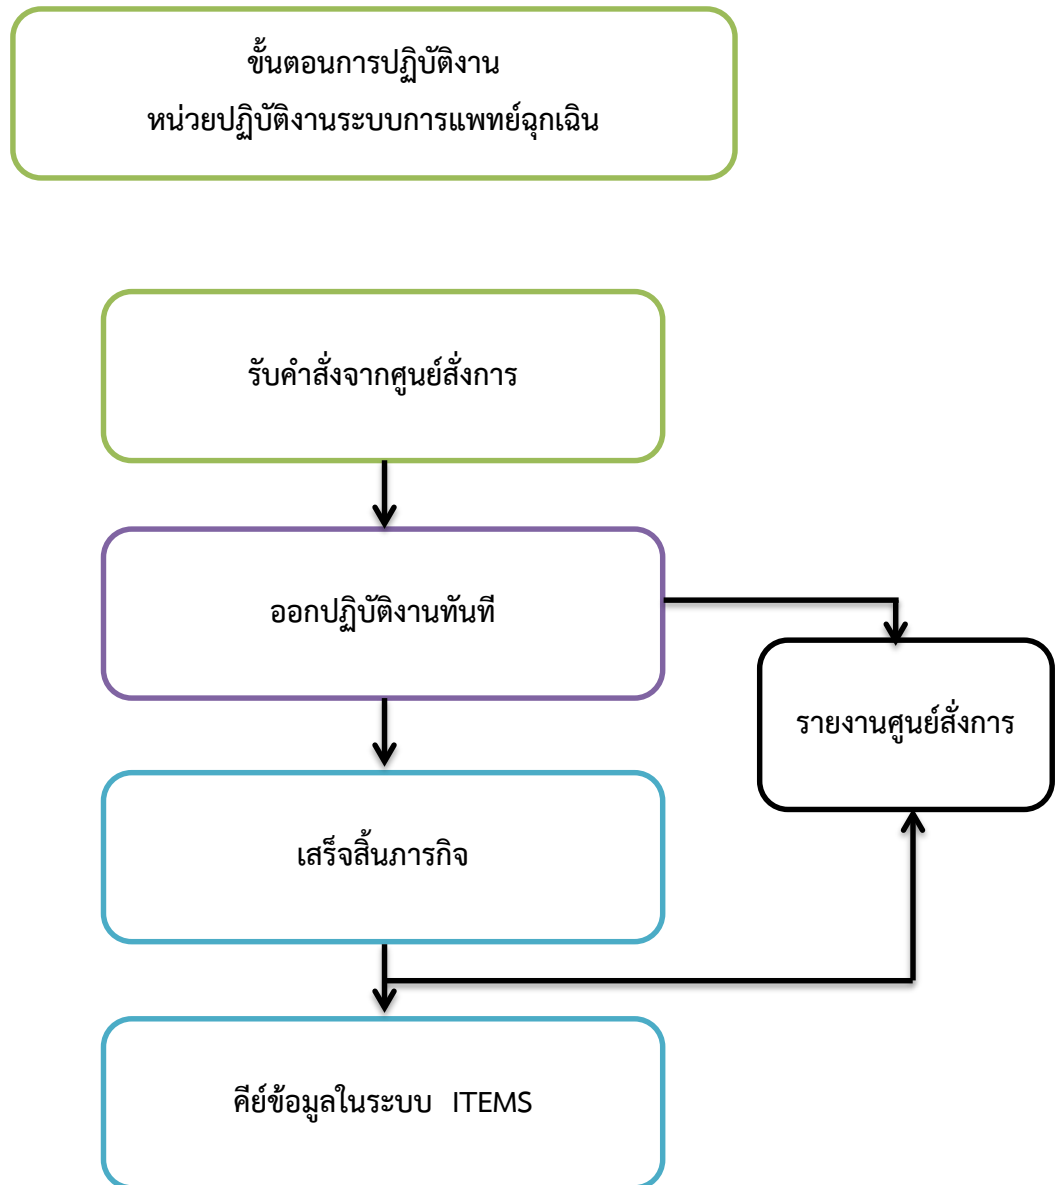 ขั้นตอนการปฏิบัติงาน
หน่วยปฏิบัติงานระบบการแพทย์ฉุกเฉิน
รับคำสั่งจากศูนย์สั่งการ
ออกปฏิบัติงานทันที
รายงานศูนย์สั่งการ
เสร็จสิ้นภารกิจ
คีย์ข้อมูลในระบบ ITEMS